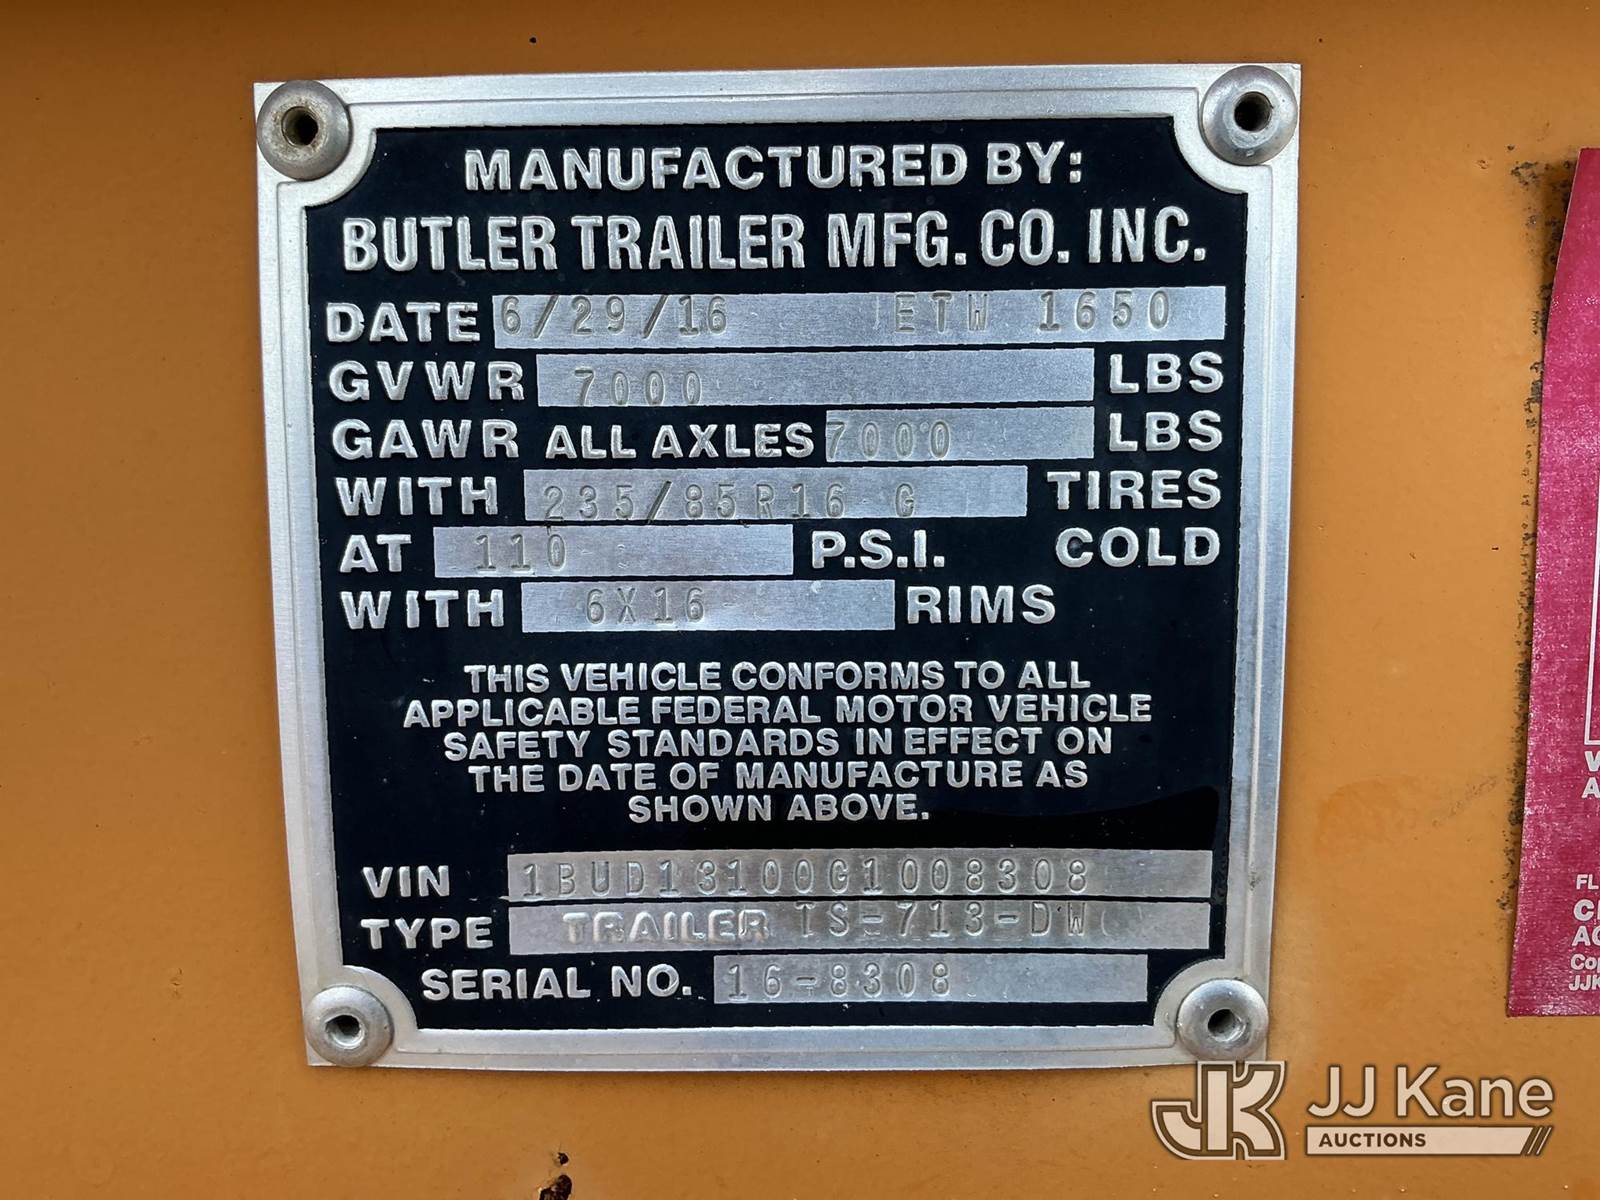 MANUFACTURED BY:
BUTLER TRAILER MFG. CO. INC.
DATE 6/29/16 ETW 1650
GVWR 7000 LBS
GAWR ALL AXLES 7000 LBS
WITH 235/85R16 G TIRES
AT 110 P.S.I. COLD
WITH 6X16 RIMS
THIS VEHICLE CONFORMS TO ALL
APPLICABLE FEDERAL MOTOR VEHICLE
SAFETY STANDARDS IN EFFECT ON
THE DATE OF MANUFACTURE AS
SHOWN ABOVE.
VIN 1BUD13100G1008308
TYPE TRAILER TS-713-DW
SERIAL NO. 16-8308
JK JJ Kane
AUCTIONS